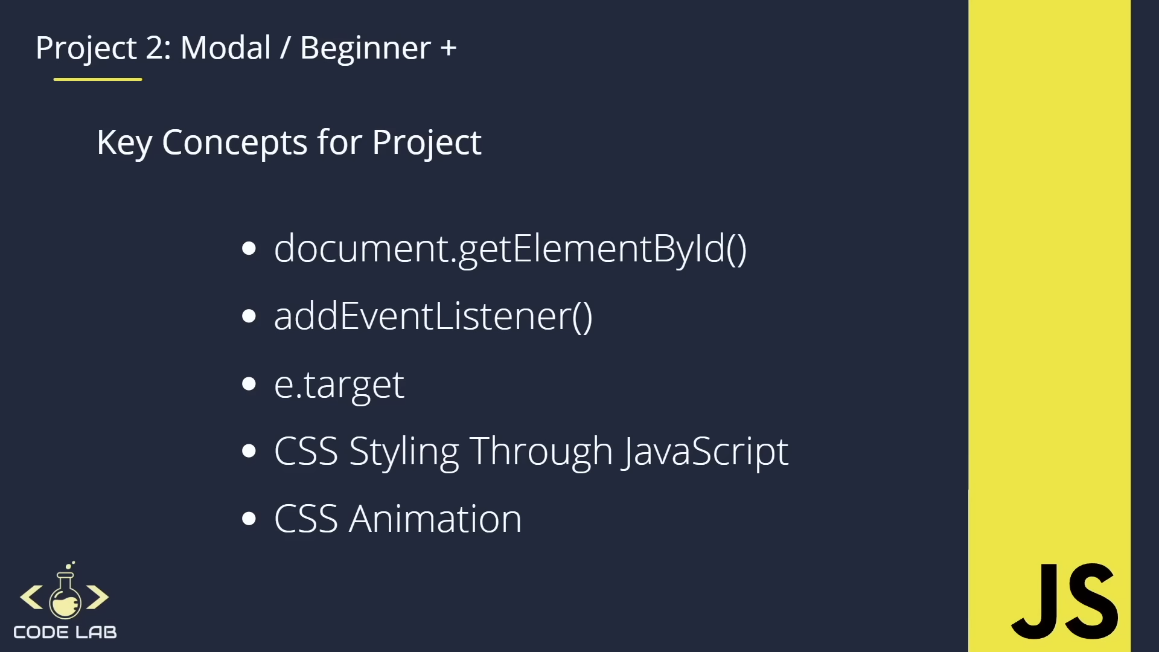 Project 2: Modal / Beginner +
Key Concepts for Project
• document.getElementById()
• addEventListener()
• e.target
• CSS Styling Through JavaScript
• CSS Animation
CODE LAB
JS